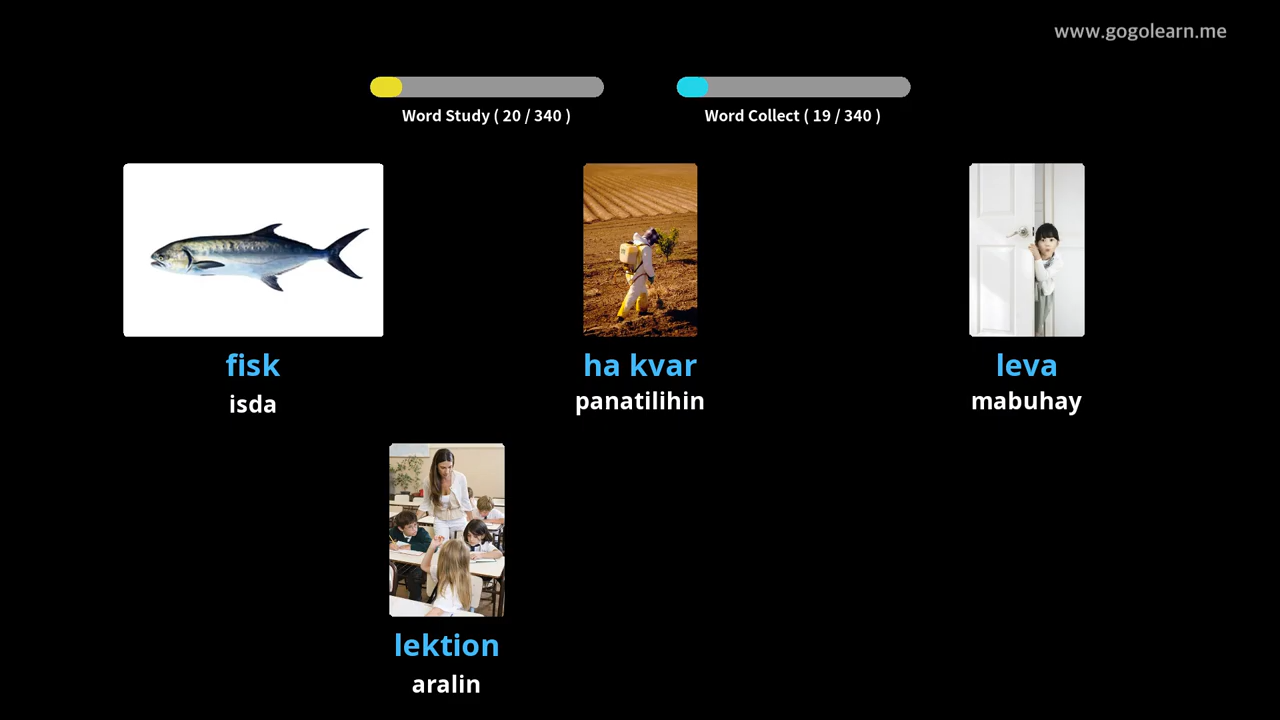 www.gogolearn.me
Word Study ( 20 / 340 )
Word Collect ( 19 / 340 )
fisk
isda
ha kvar
panatilihin
leva
mabuhay
lektion
aralin